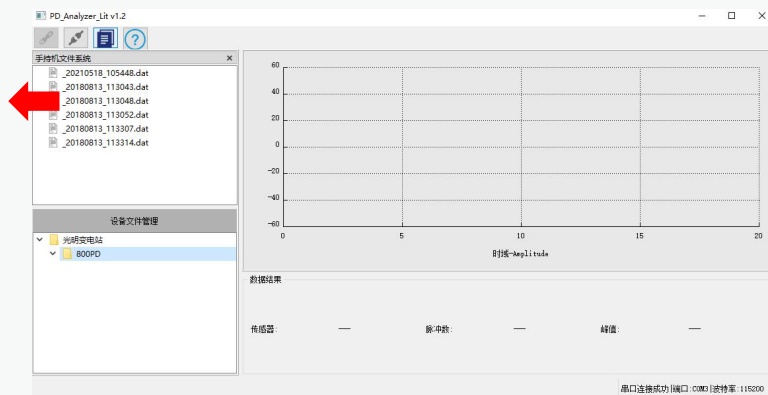 PD_Analyzer_Lit v1.2
手持机文件系统
_20210518_105448.dat
_20180813_113043.dat
_20180813_113048.dat
_20180813_113052.dat
_20180813_113307.dat
_20180813_113314.dat
设备文件管理
光明变电站
800PD
60
40
20
0
-20
-40
-60
0 5 10 15 20
时域-Amplitude
数据结果
传感器: — 脉冲数: — 峰值: —
串口连接成功|端口:COM3|波特率:115200